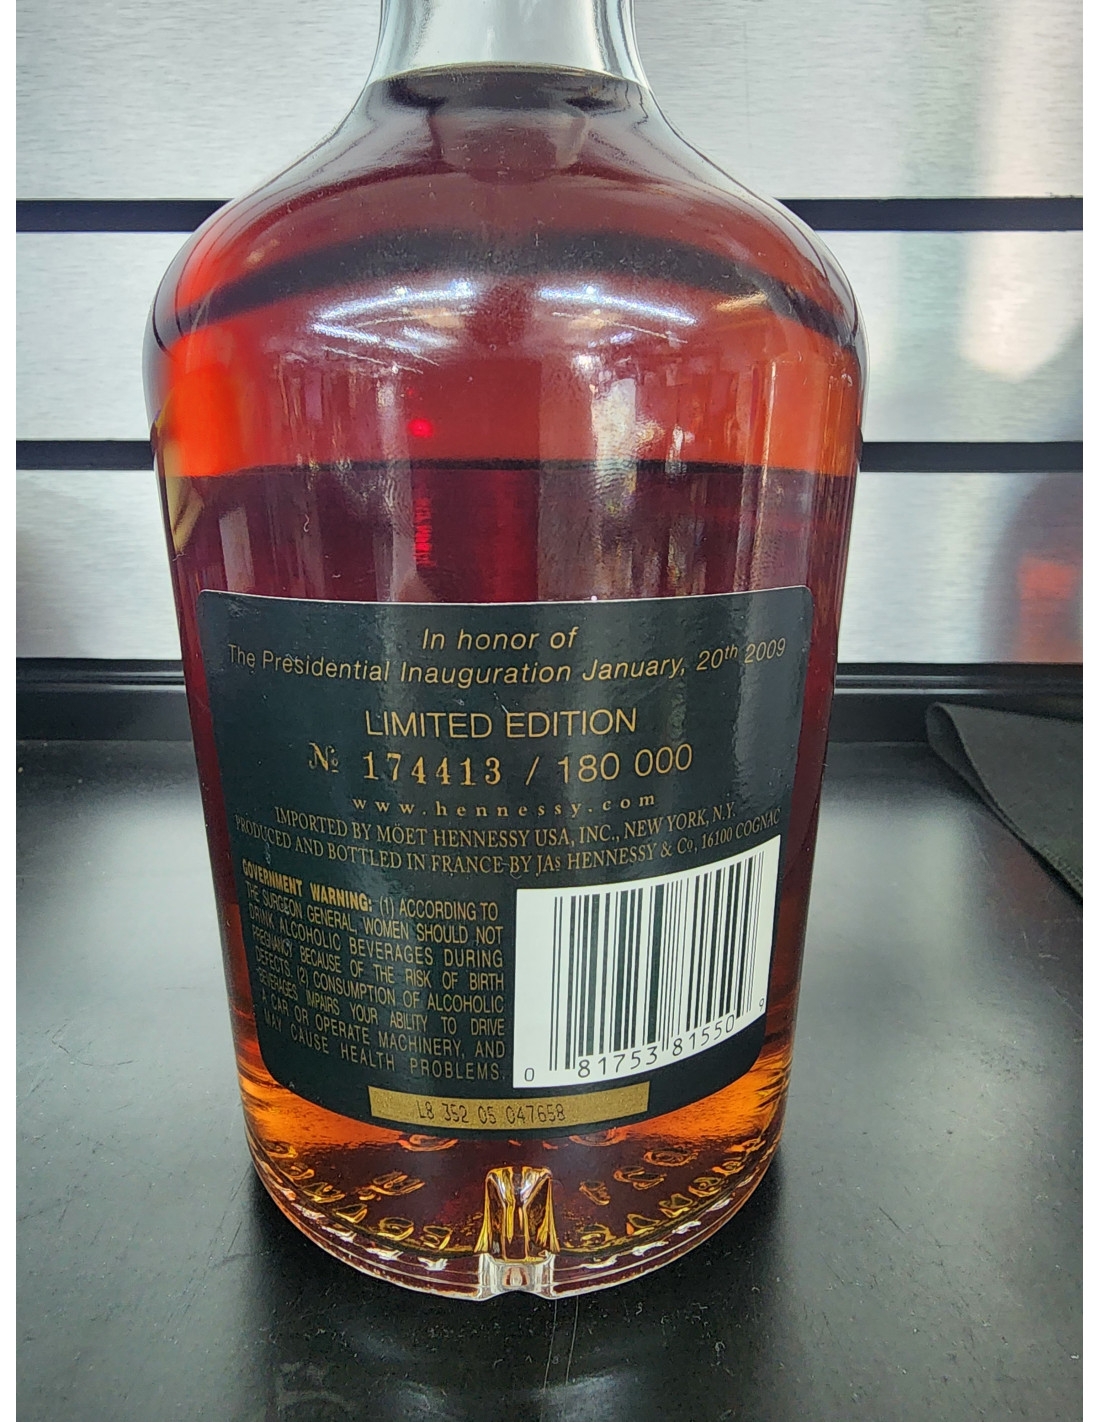 In honor of
The Presidential Inauguration January, 20th 2009
LIMITED EDITION
№ 174413 / 180 000
www.hennessy.com
IMPORTED BY MOËT HENNESSY USA, INC., NEW YORK, N.Y.
PRODUCED AND BOTTLED IN FRANCE BY JAs HENNESSY & Co, 16100 COGNAC
GOVERNMENT WARNING: (1) ACCORDING TO
THE SURGEON GENERAL, WOMEN SHOULD NOT
DRINK ALCOHOLIC BEVERAGES DURING
PREGNANCY BECAUSE OF THE RISK OF BIRTH
DEFECTS. (2) CONSUMPTION OF ALCOHOLIC
BEVERAGES IMPAIRS YOUR ABILITY TO DRIVE
A CAR OR OPERATE MACHINERY, AND
MAY CAUSE HEALTH PROBLEMS.
0 81753 81550 9
L8 352 05 047658